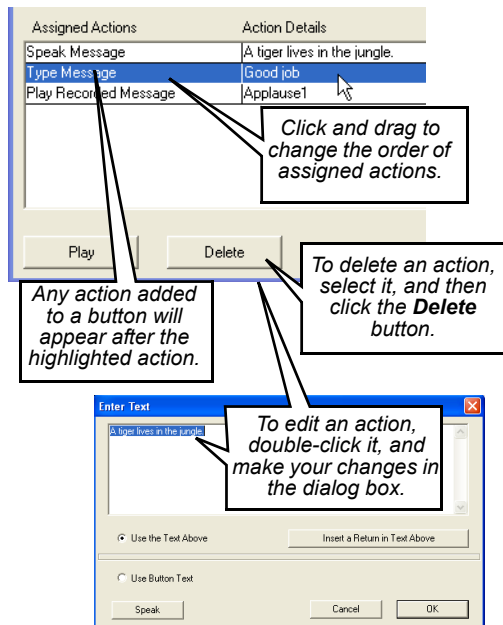 Assigned Actions Action Details
Speak Message A tiger lives in the jungle.
Type Message Good job
Play Recorded Message Applause1
Click and drag to
change the order of
assigned actions.
Play Delete
To delete an action,
select it, and then
click the Delete
button.
Any action added
to a button will
appear after the
highlighted action.
Enter Text
A tiger lives in the jungle.
To edit an action,
double-click it, and
make your changes in
the dialog box.
Use the Text Above Insert a Return in Text Above
Use Button Text
Speak Cancel OK